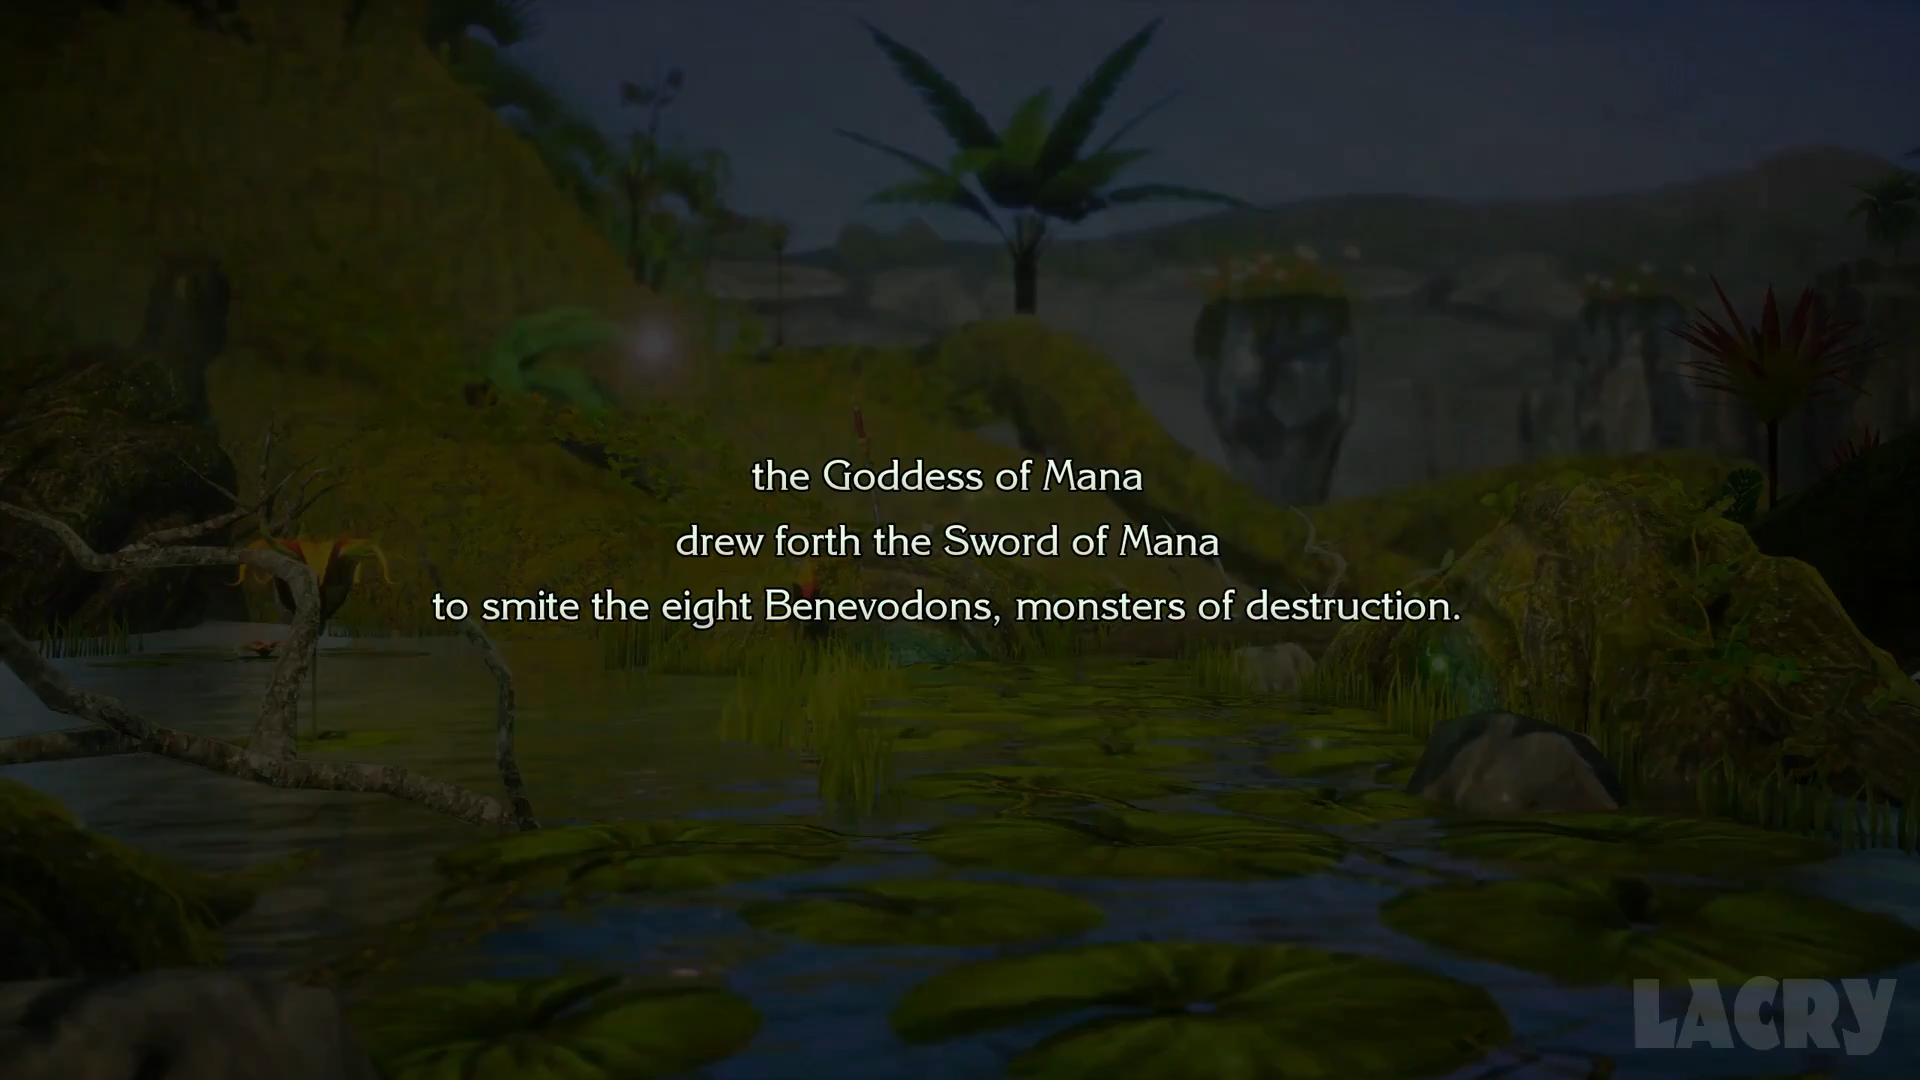 the Goddess of Mana
drew forth the Sword of Mana
to smite the eight Benevodons, monsters of destruction.
LACRY